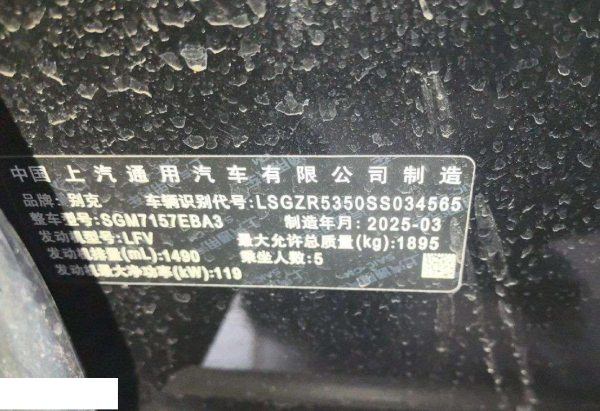 中国上汽通用汽车有限公司制造
品牌:别克 车辆识别代号:LSGZR5350SS034565
整车型号:SGM7157EBA3 制造年月:2025-03
发动机型号:LFV 最大允许总质量(kg):1895
发动机排量(mL):1490 乘坐人数:5
发动机最大净功率(kW):119